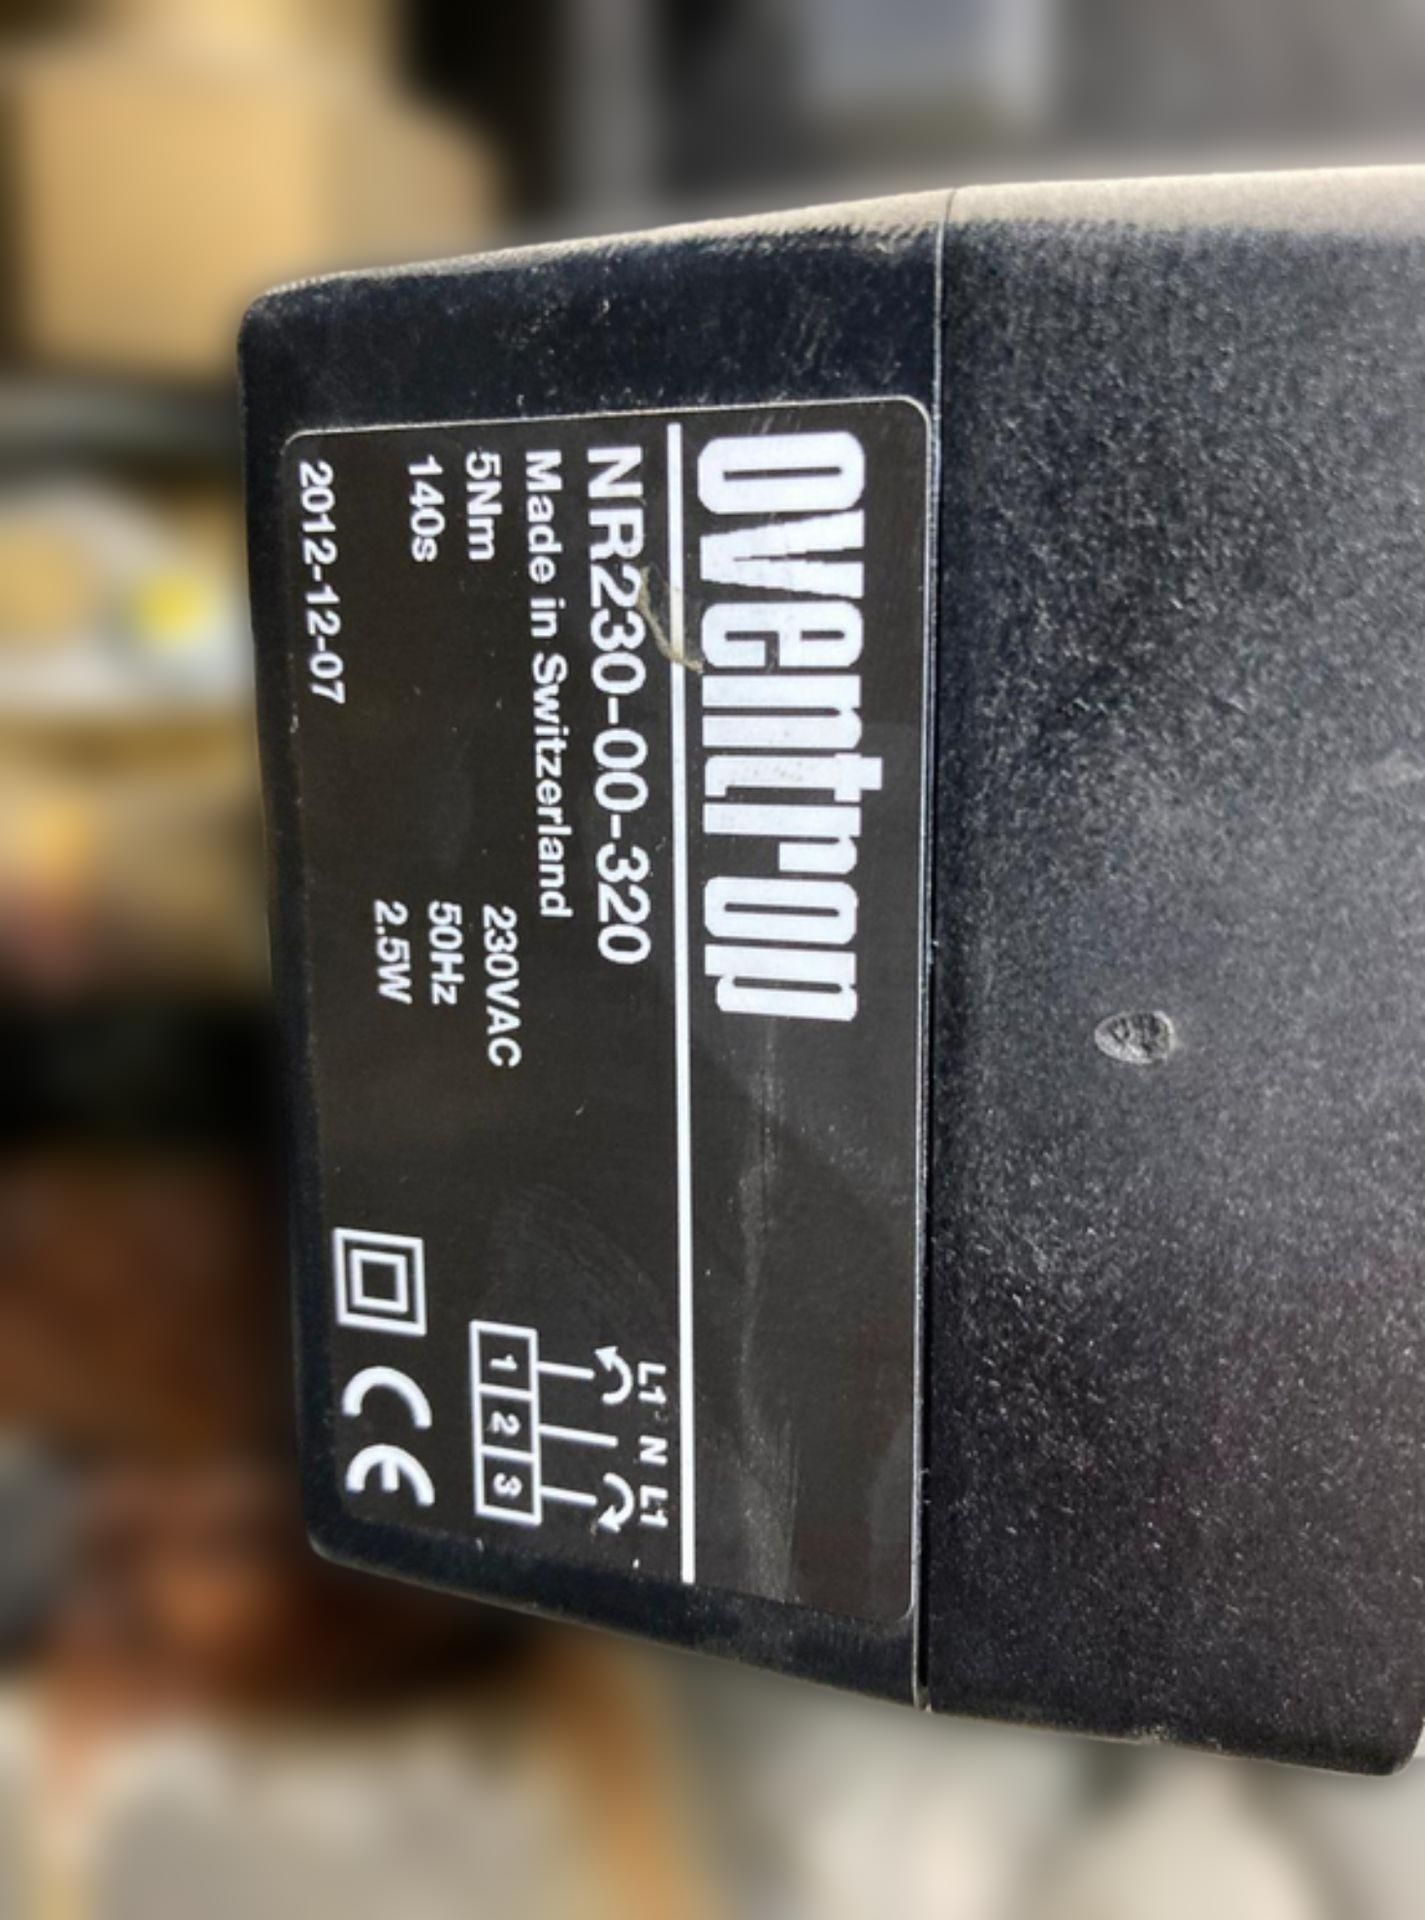 oventrop
NR230-00-320
Made in Switzerland
5Nm 230VAC
140s 50Hz
2.5W
2012-12-07
L1 N L1
1 2 3
CE